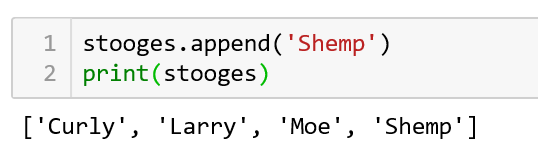 1 stooges.append('Shemp')
2 print(stooges)
['Curly', 'Larry', 'Moe', 'Shemp']